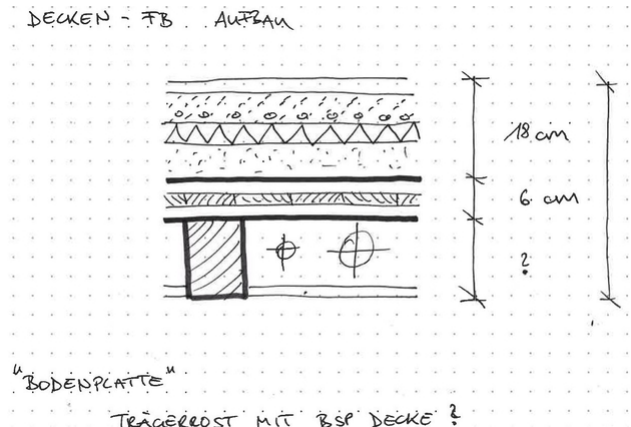 DECKEN - FB AUFBAU
18 cm
6 cm
?
"BODENPLATTE"
TRÄGERROST MIT BSP DECKE ?